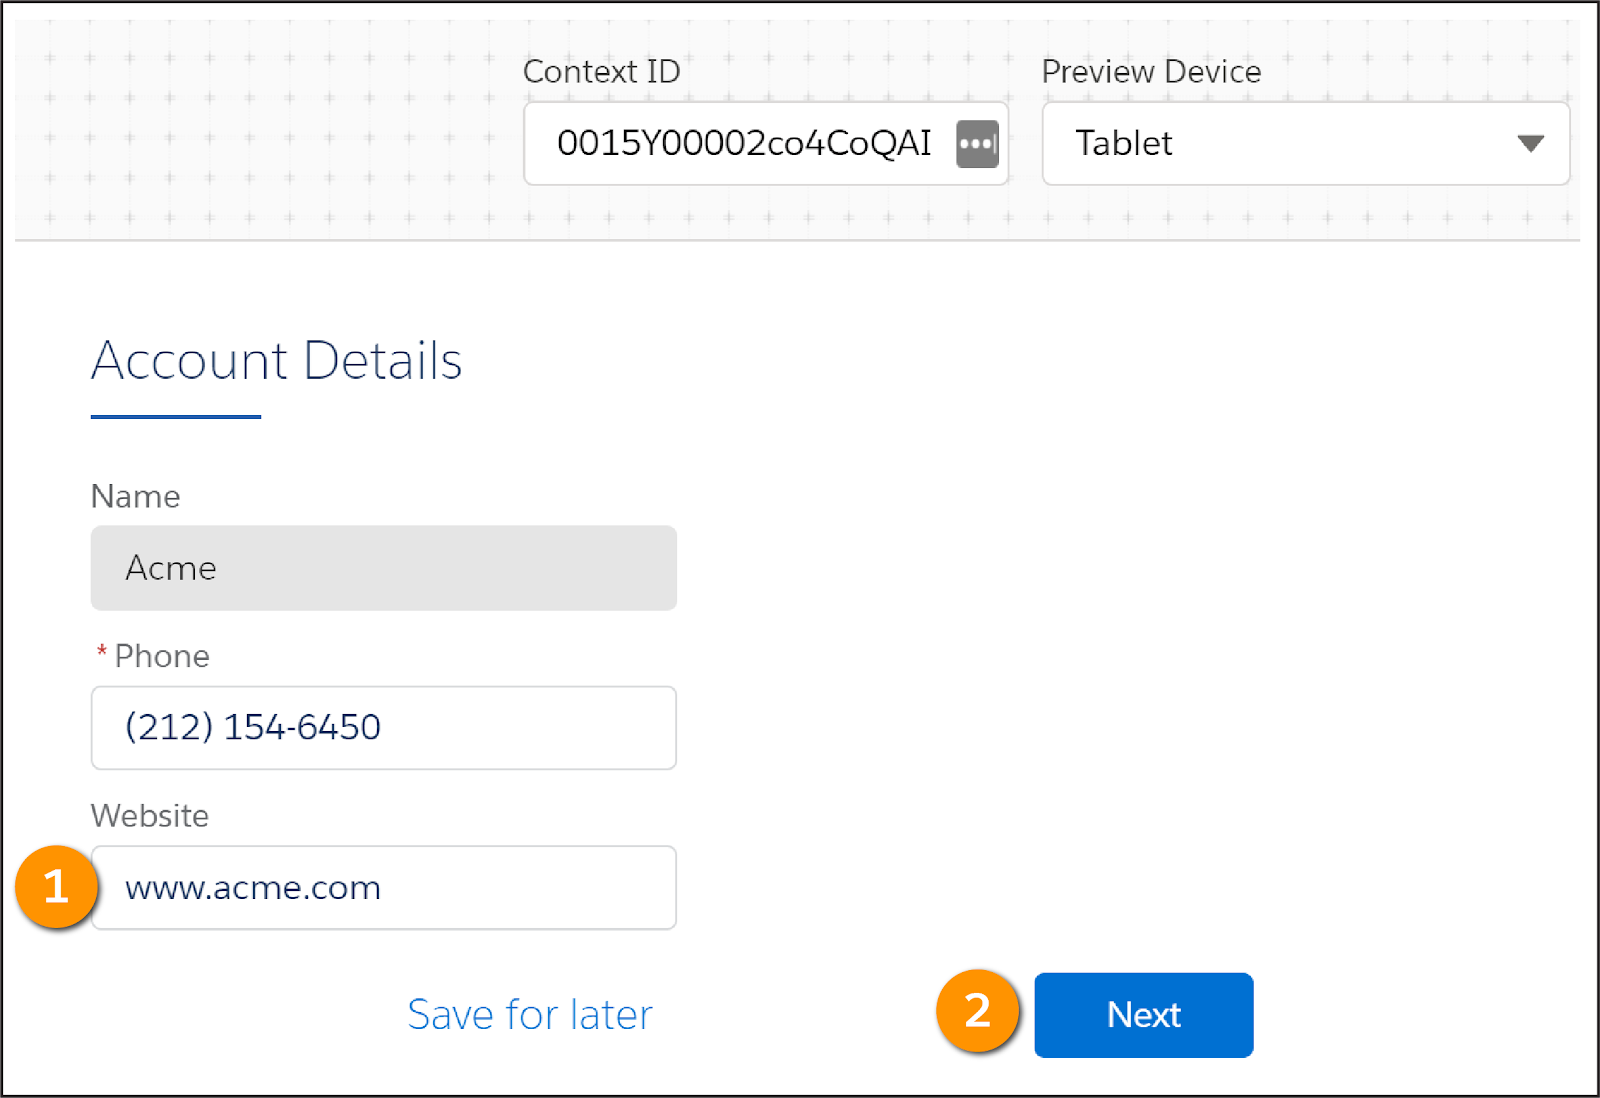 Context ID
Preview Device
0015Y00002co4CoQAI
Tablet
Account Details
Name
Acme
* Phone
(212) 154-6450
Website
1
www.acme.com
Save for later
2
Next